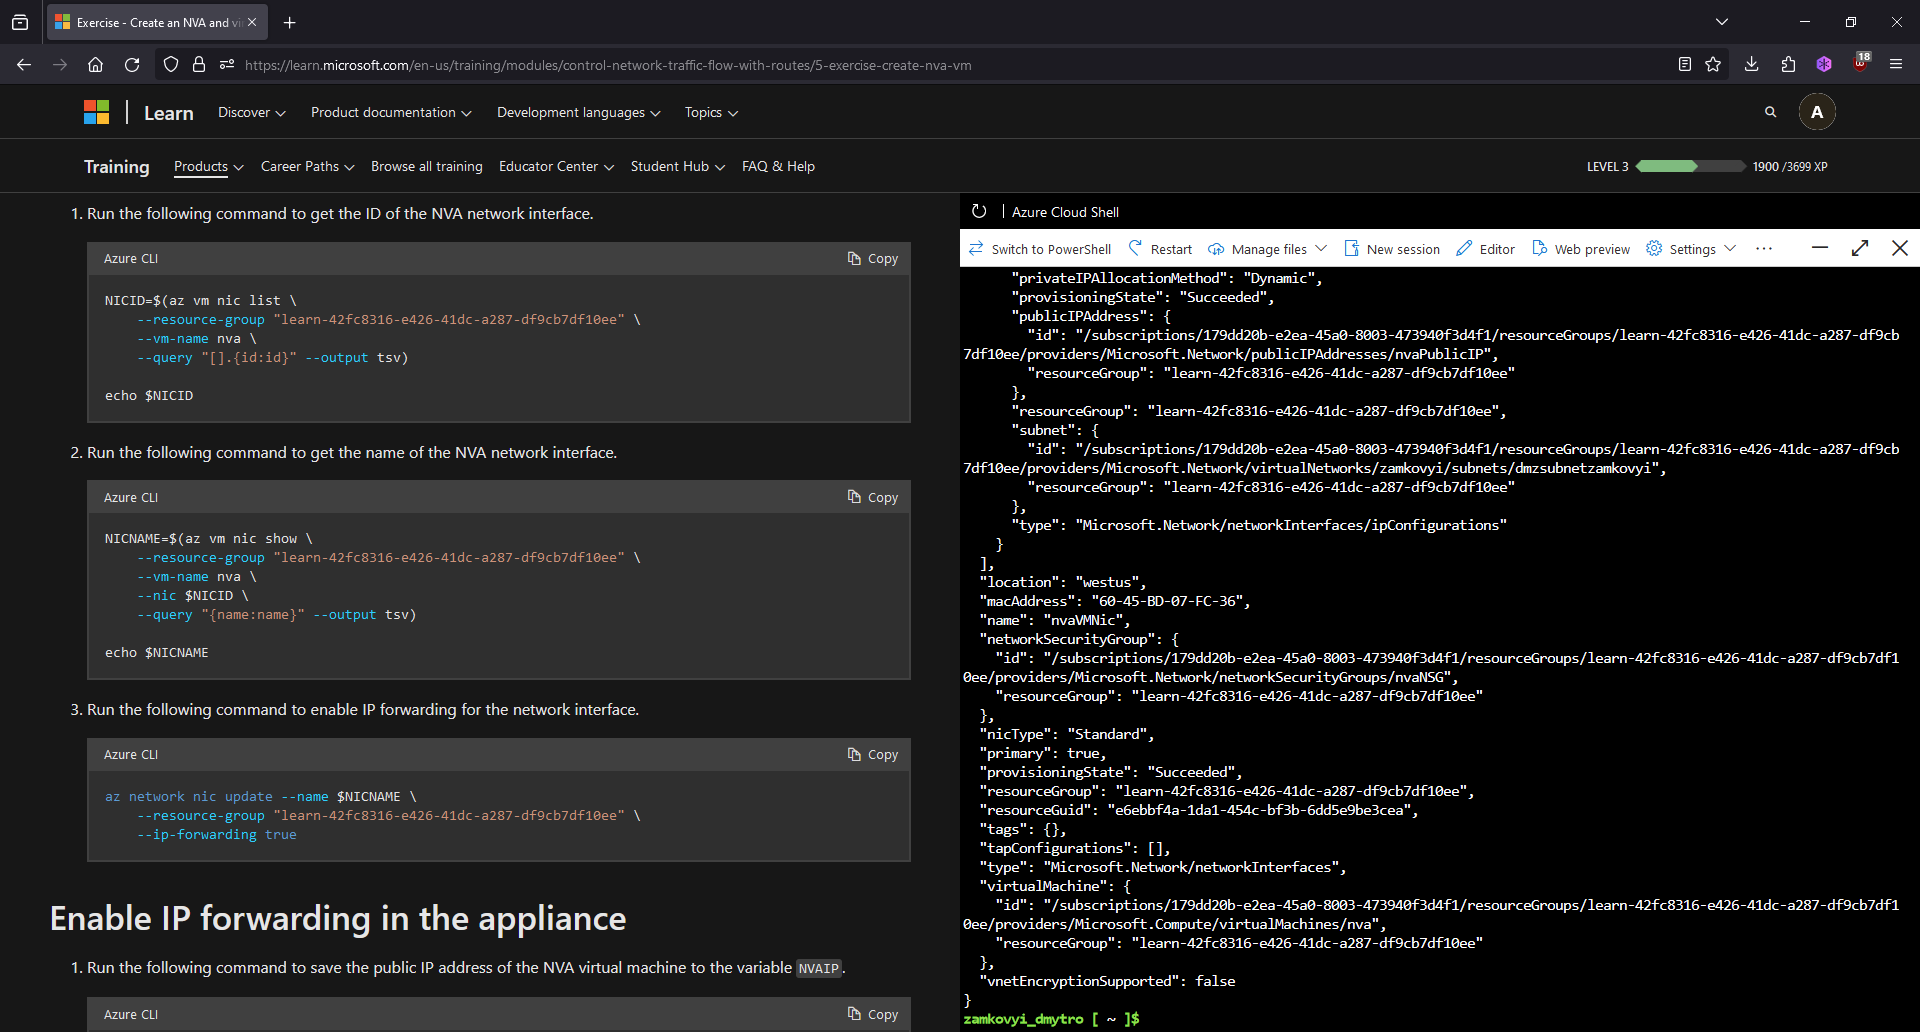 Exercise - Create an NVA and vi
https://learn.microsoft.com/en-us/training/modules/control-network-traffic-flow-with-routes/5-exercise-create-nva-vm
18
Learn Discover Product documentation Development languages Topics A
Training Products Career Paths Browse all training Educator Center Student Hub FAQ & Help LEVEL 3 1900 /3699 XP
1. Run the following command to get the ID of the NVA network interface.
Azure CLI Copy
NICID=$(az vm nic list \
--resource-group "learn-42fc8316-e426-41dc-a287-df9cb7df10ee" \
--vm-name nva \
--query "[].{id:id}" --output tsv)
echo $NICID
2. Run the following command to get the name of the NVA network interface.
Azure CLI Copy
NICNAME=$(az vm nic show \
--resource-group "learn-42fc8316-e426-41dc-a287-df9cb7df10ee" \
--vm-name nva \
--nic $NICID \
--query "{name:name}" --output tsv)
echo $NICNAME
3. Run the following command to enable IP forwarding for the network interface.
Azure CLI Copy
az network nic update --name $NICNAME \
--resource-group "learn-42fc8316-e426-41dc-a287-df9cb7df10ee" \
--ip-forwarding true
Enable IP forwarding in the appliance
1. Run the following command to save the public IP address of the NVA virtual machine to the variable NVAIP.
Azure CLI Copy
Azure Cloud Shell
Switch to PowerShell Restart Manage files New session Editor Web preview Settings
"privateIPAllocationMethod": "Dynamic",
"provisioningState": "Succeeded",
"publicIPAddress": {
"id": "/subscriptions/179dd20b-e2ea-45a0-8003-473940f3d4f1/resourceGroups/learn-42fc8316-e426-41dc-a287-df9cb
7df10ee/providers/Microsoft.Network/publicIPAddresses/nvaPublicIP",
"resourceGroup": "learn-42fc8316-e426-41dc-a287-df9cb7df10ee"
},
"resourceGroup": "learn-42fc8316-e426-41dc-a287-df9cb7df10ee",
"subnet": {
"id": "/subscriptions/179dd20b-e2ea-45a0-8003-473940f3d4f1/resourceGroups/learn-42fc8316-e426-41dc-a287-df9cb
7df10ee/providers/Microsoft.Network/virtualNetworks/zamkovyi/subnets/dmzsubnetzamkovyi",
"resourceGroup": "learn-42fc8316-e426-41dc-a287-df9cb7df10ee"
},
"type": "Microsoft.Network/networkInterfaces/ipConfigurations"
}
],
"location": "westus",
"macAddress": "60-45-BD-07-FC-36",
"name": "nvaVMNic",
"networkSecurityGroup": {
"id": "/subscriptions/179dd20b-e2ea-45a0-8003-473940f3d4f1/resourceGroups/learn-42fc8316-e426-41dc-a287-df9cb7df1
0ee/providers/Microsoft.Network/networkSecurityGroups/nvaNSG",
"resourceGroup": "learn-42fc8316-e426-41dc-a287-df9cb7df10ee"
},
"nicType": "Standard",
"primary": true,
"provisioningState": "Succeeded",
"resourceGroup": "learn-42fc8316-e426-41dc-a287-df9cb7df10ee",
"resourceGuid": "e6ebbf4a-1da1-454c-bf3b-6dd5e9be3cea",
"tags": {},
"tapConfigurations": [],
"type": "Microsoft.Network/networkInterfaces",
"virtualMachine": {
"id": "/subscriptions/179dd20b-e2ea-45a0-8003-473940f3d4f1/resourceGroups/learn-42fc8316-e426-41dc-a287-df9cb7df1
0ee/providers/Microsoft.Compute/virtualMachines/nva",
"resourceGroup": "learn-42fc8316-e426-41dc-a287-df9cb7df10ee"
},
"vnetEncryptionSupported": false
}
zamkovyi_dmytro [ ~ ]$